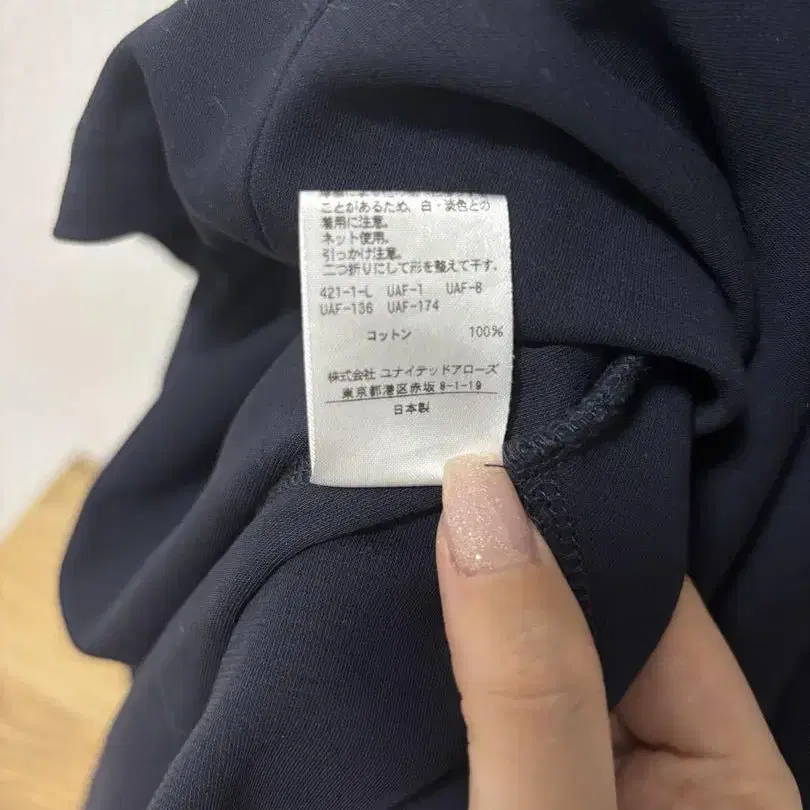 ことがあるため、白・淡色との
着用に注意。
ネット使用。
引っかけ注意。
二つ折りにして形を整えて干す。
421-1-L UAF-1 UAF-8
UAF-136 UAF-174
コットン 100%
株式会社 ユナイテッドアローズ
東京都港区赤坂 8-1-19
日本製